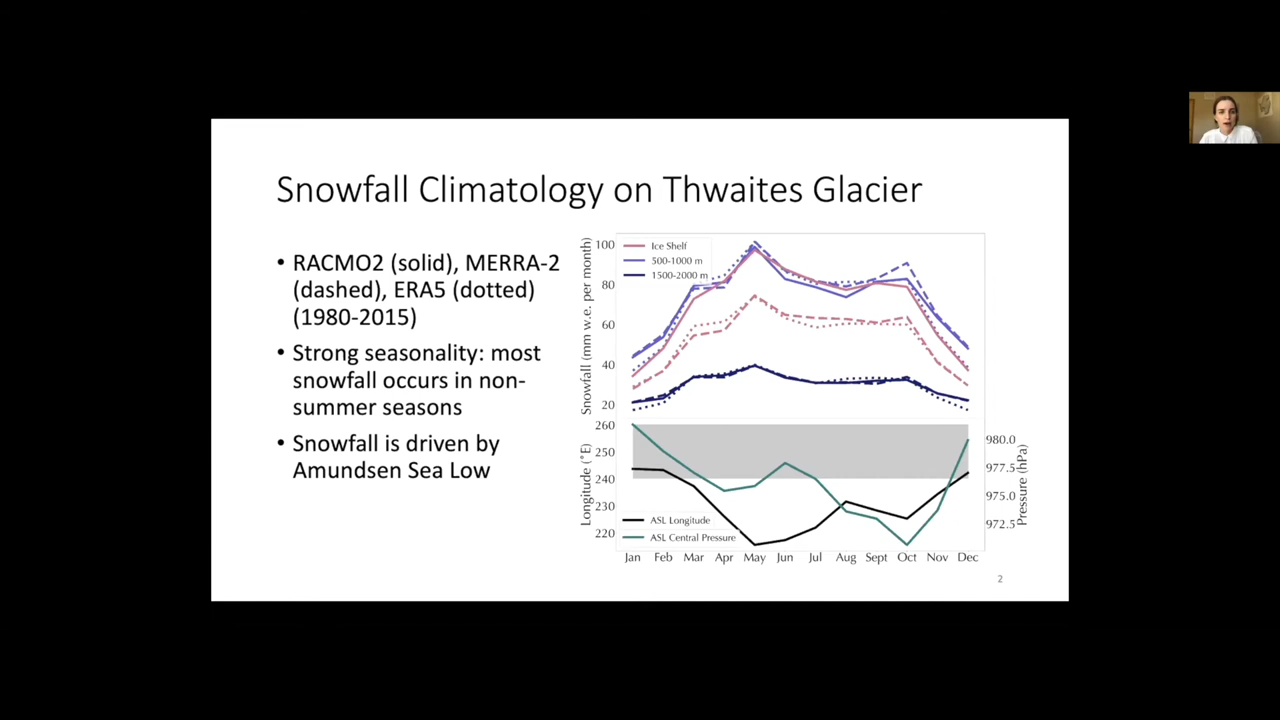 Snowfall Climatology on Thwaites Glacier
• RACMO2 (solid), MERRA-2
(dashed), ERA5 (dotted)
(1980-2015)
• Strong seasonality: most
snowfall occurs in non-
summer seasons
• Snowfall is driven by
Amundsen Sea Low
Snowfall (mm w.e. per month)
100
80
60
40
20
Ice Shelf
500-1000 m
1500-2000 m
Longitude (°E)
260
250
240
230
220
ASL Longitude
ASL Central Pressure
980.0
977.5
975.0
972.5
Pressure (hPa)
Jan Feb Mar Apr May Jun Jul Aug Sept Oct Nov Dec
2